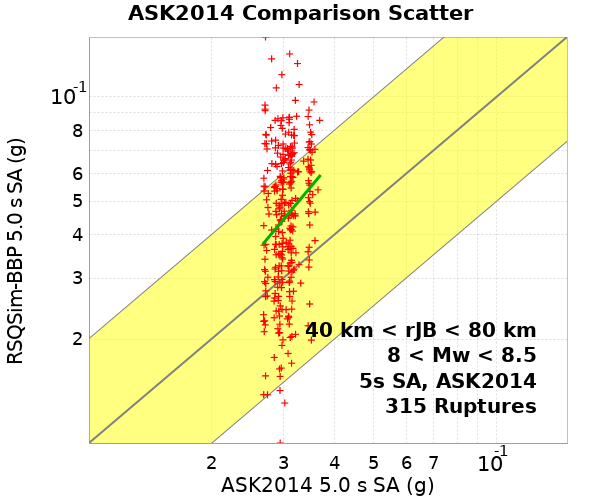 ASK2014 Comparison Scatter
RSQSim-BBP 5.0 s SA (g)
10-1
8
6
5
4
3
2
40 km < rJB < 80 km
8 < Mw < 8.5
5s SA, ASK2014
315 Ruptures
2 3 4 5 6 7 10-1
ASK2014 5.0 s SA (g)